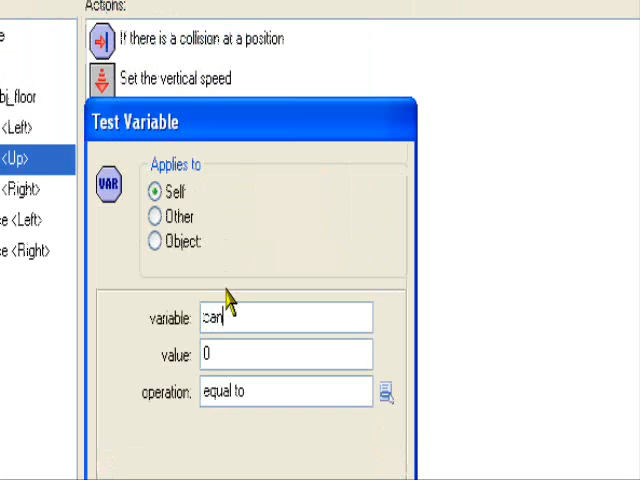 Actions:
If there is a collision at a position
Set the vertical speed
bj_floor
<Left>
<Up>
<Right>
e <Left>
e <Right>
Test Variable
VAR
Applies to
Self
Other
Object:
variable: can
value: 0
operation: equal to